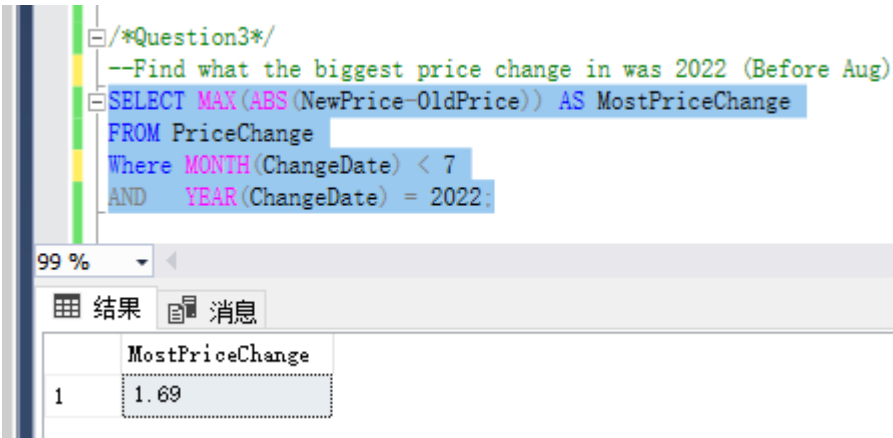 /*Question3*/
--Find what the biggest price change in was 2022 (Before Aug)
SELECT MAX(ABS(NewPrice-OldPrice)) AS MostPriceChange
FROM PriceChange
Where MONTH(ChangeDate) < 7
AND YEAR(ChangeDate) = 2022;
99 %
结果 消息
MostPriceChange
1 1.69